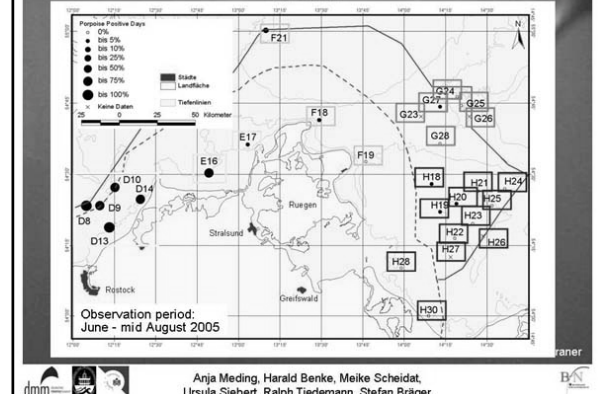 Porpoise Positive Days
0%
bis 5%
bis 10%
bis 25%
bis 50%
bis 75%
bis 100%
Keine Daten
Städte
Landfläche
Tiefenlinien
25 0 25 50 Kilometer
N
F21
G24
G27
G25
G23
G26
F18
G28
E17
F19
E16
H18
H21
H24
D10
D14
H20
H25
D8
D9
H19
Ruegen
H23
D13
Stralsund
H22
H26
H27
H28
Greifswald
Rostock
H30
Observation period:
June - mid August 2005
raner
dmm
Anja Meding, Harald Benke, Meike Scheidat,
Ursula Siebert, Ralph Tiedemann, Stefan Bräger